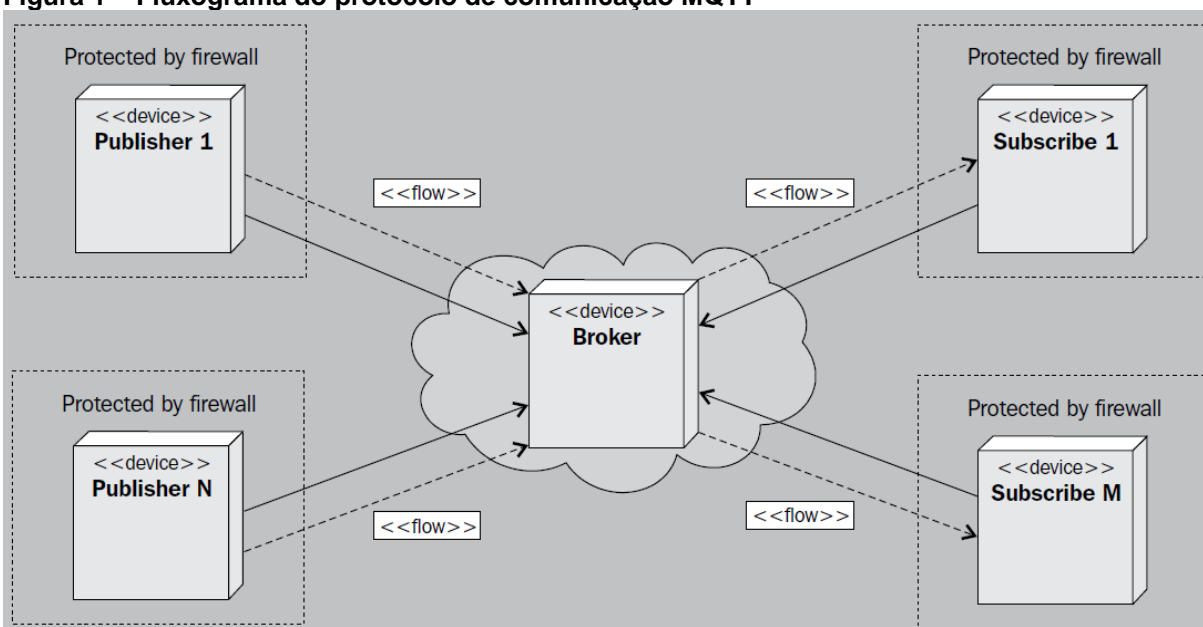 Figura 1 – Fluxograma do protocolo de comunicação MQTT
Protected by firewall
<<device>>
Publisher 1
<<flow>>
<<flow>>
Protected by firewall
<<device>>
Subscribe 1
<<device>>
Broker
Protected by firewall
<<device>>
Publisher N
<<flow>>
<<flow>>
Protected by firewall
<<device>>
Subscribe M